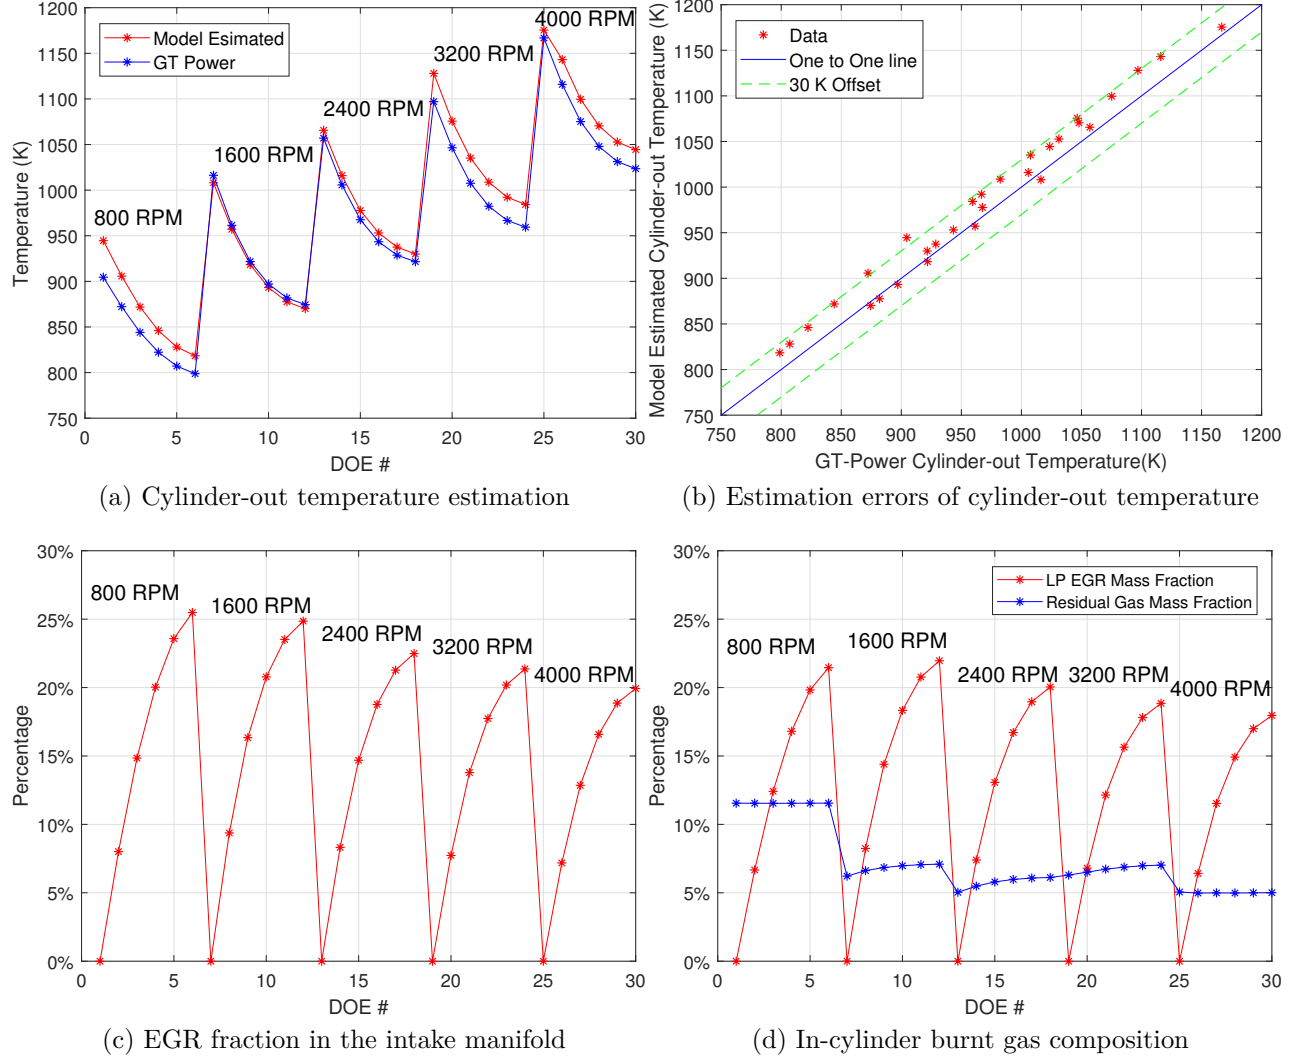 1200
1150
1100
1050
1000
950
900
850
800
750
Temperature (K)
Model Esimated
GT Power
800 RPM
1600 RPM
2400 RPM
3200 RPM
4000 RPM
0 5 10 15 20 25 30
DOE #
(a) Cylinder-out temperature estimation
1200
1150
1100
1050
1000
950
900
850
800
750
Model Estimated Cylinder-out Temperature (K)
Data
One to One line
30 K Offset
750 800 850 900 950 1000 1050 1100 1150 1200
GT-Power Cylinder-out Temperature(K)
(b) Estimation errors of cylinder-out temperature
30%
25%
20%
15%
10%
5%
0%
Percentage
800 RPM
1600 RPM
2400 RPM
3200 RPM
4000 RPM
0 5 10 15 20 25 30
DOE #
(c) EGR fraction in the intake manifold
30%
25%
20%
15%
10%
5%
0%
Percentage
LP EGR Mass Fraction
Residual Gas Mass Fraction
800 RPM
1600 RPM
2400 RPM
3200 RPM
4000 RPM
0 5 10 15 20 25 30
DOE #
(d) In-cylinder burnt gas composition